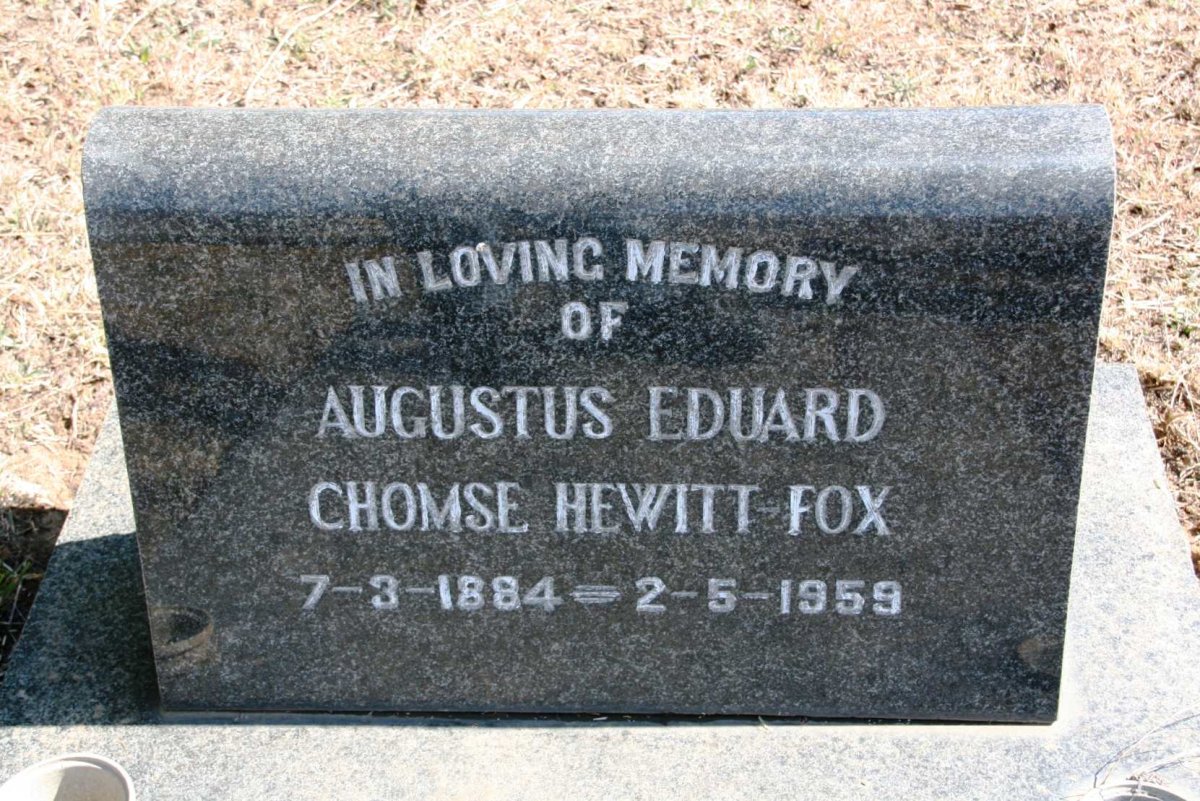 IN LOVING MEMORY
OF
AUGUSTUS EDUARD
CHOMSE HEWITT-FOX
7-3-1884=2-5-1959